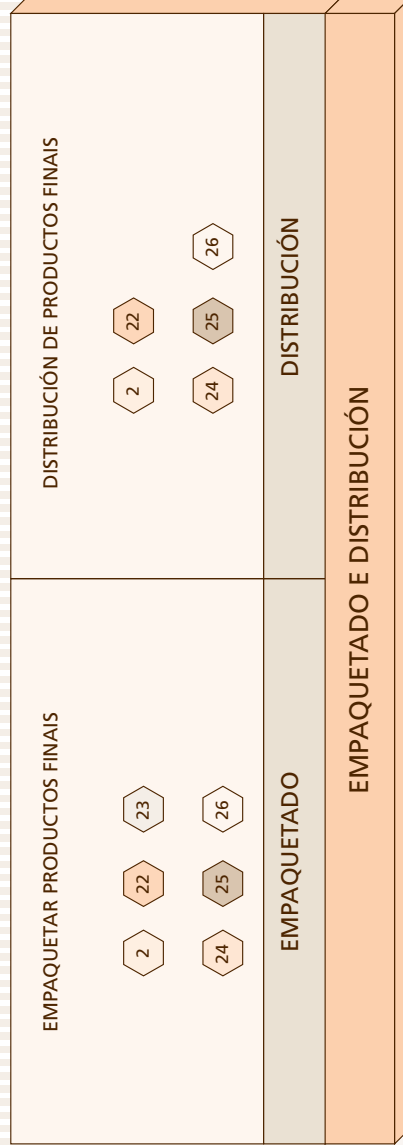 EMPAQUETAR PRODUCTOS FINAIS
2 22 23
24 25 26
EMPAQUETADO
DISTRIBUCIÓN DE PRODUCTOS FINAIS
2 22
24 25 26
DISTRIBUCIÓN
EMPAQUETADO E DISTRIBUCIÓN